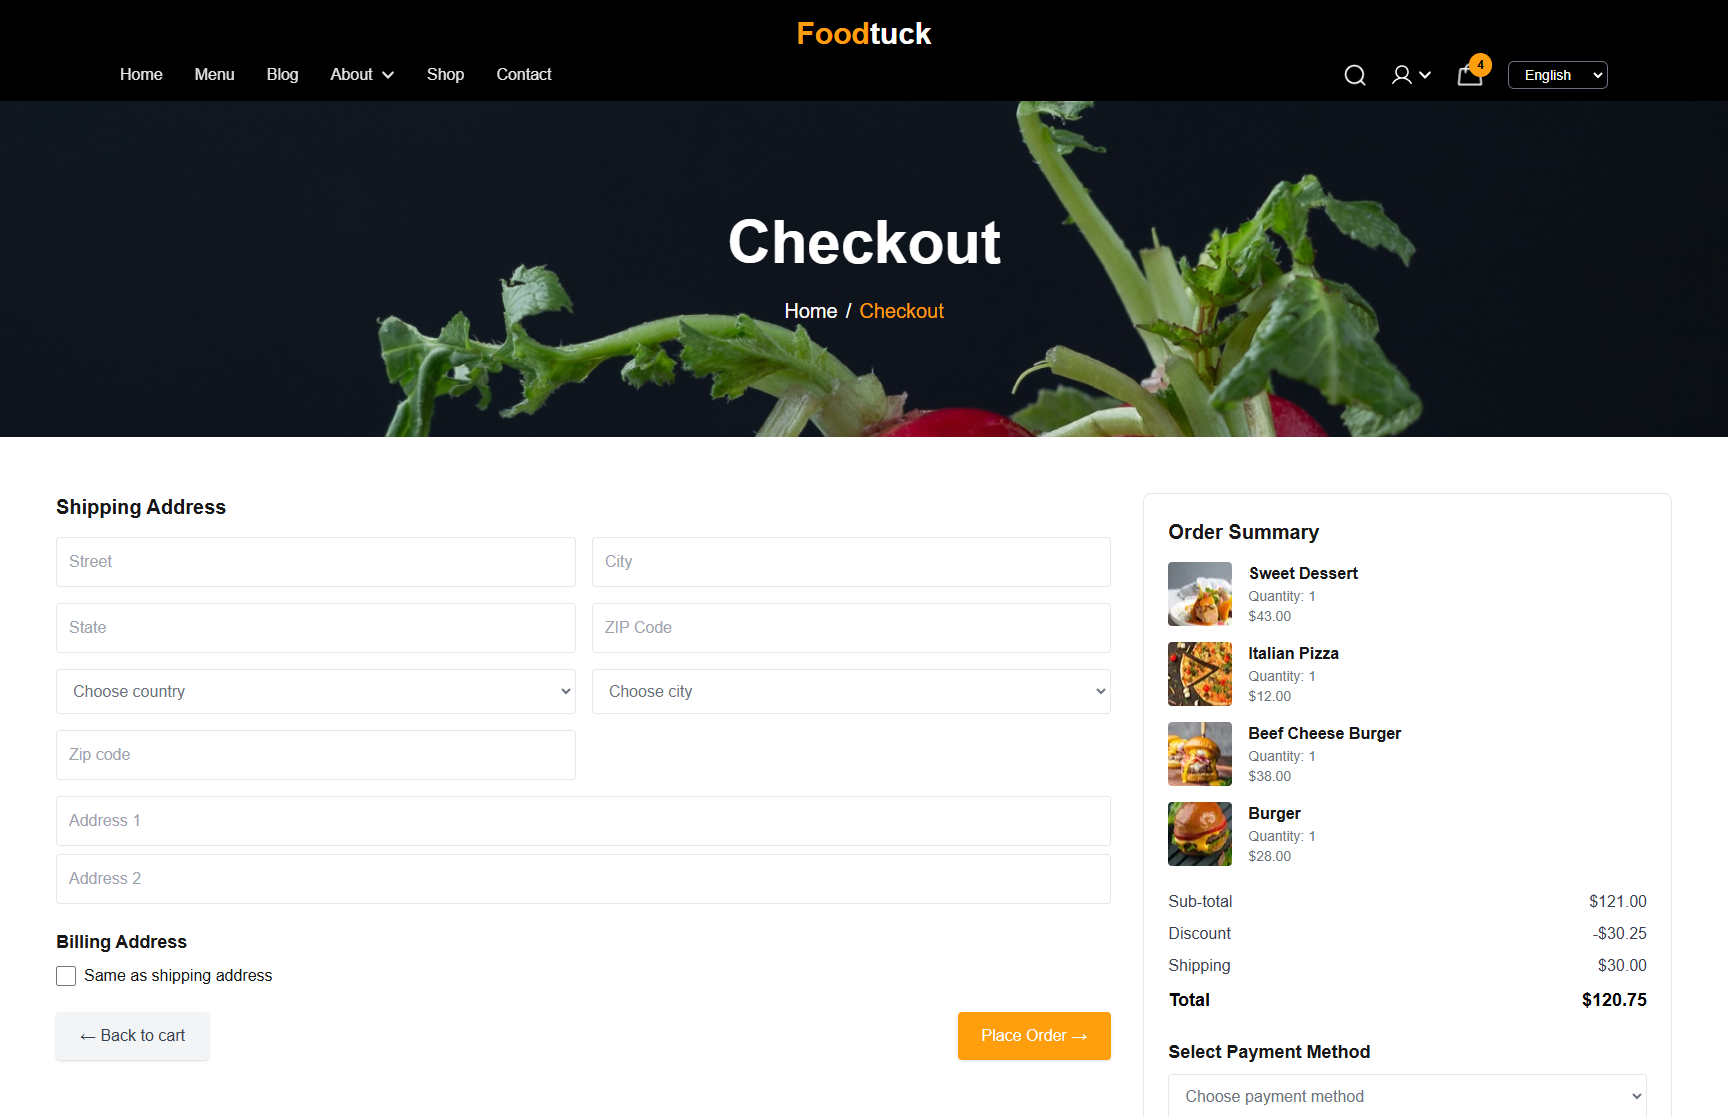 Foodtuck
Home
Menu
Blog
About
Shop
Contact
4
English
Checkout
Home / Checkout
Shipping Address
Street
City
State
ZIP Code
Choose country
Choose city
Zip code
Address 1
Address 2
Billing Address
Same as shipping address
← Back to cart
Place Order →
Order Summary
Sweet Dessert
Quantity: 1
$43.00
Italian Pizza
Quantity: 1
$12.00
Beef Cheese Burger
Quantity: 1
$38.00
Burger
Quantity: 1
$28.00
Sub-total $121.00
Discount -$30.25
Shipping $30.00
Total $120.75
Select Payment Method
Choose payment method